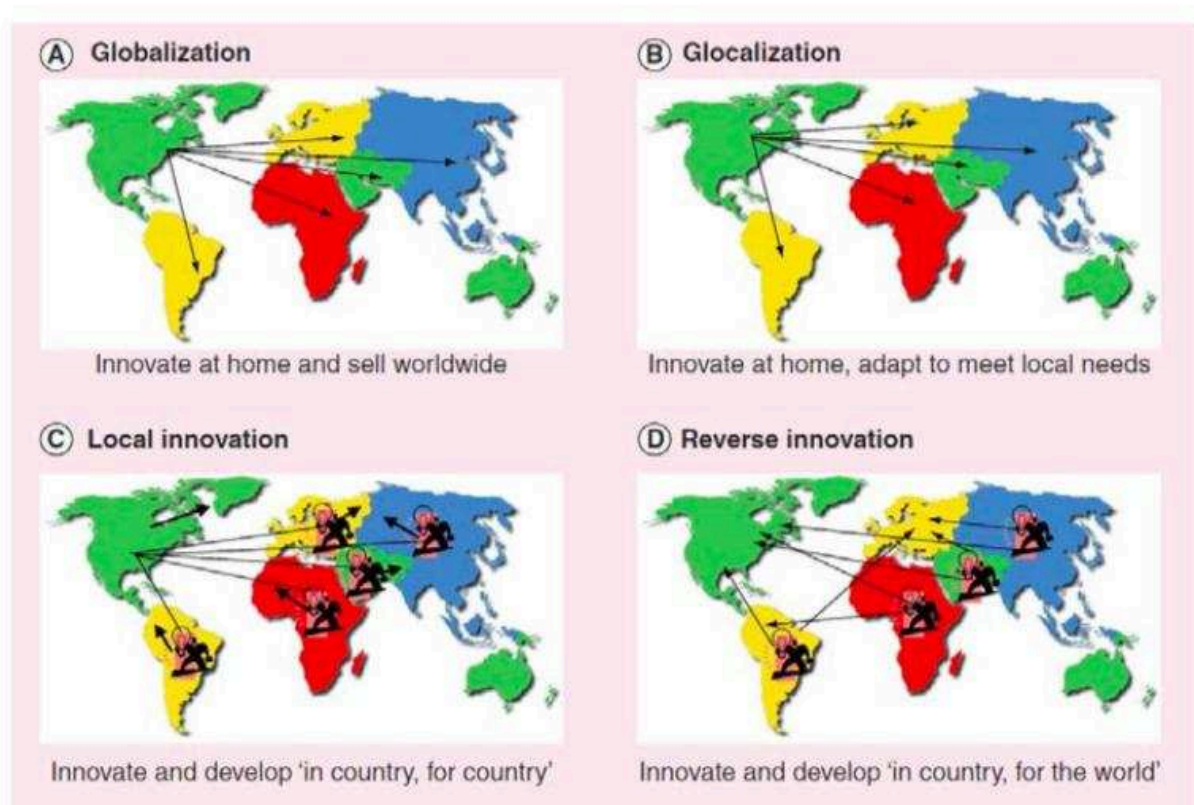 A Globalization
B Glocalization
Innovate at home and sell worldwide
Innovate at home, adapt to meet local needs
C Local innovation
D Reverse innovation
Innovate and develop ‘in country, for country’
Innovate and develop ‘in country, for the world’